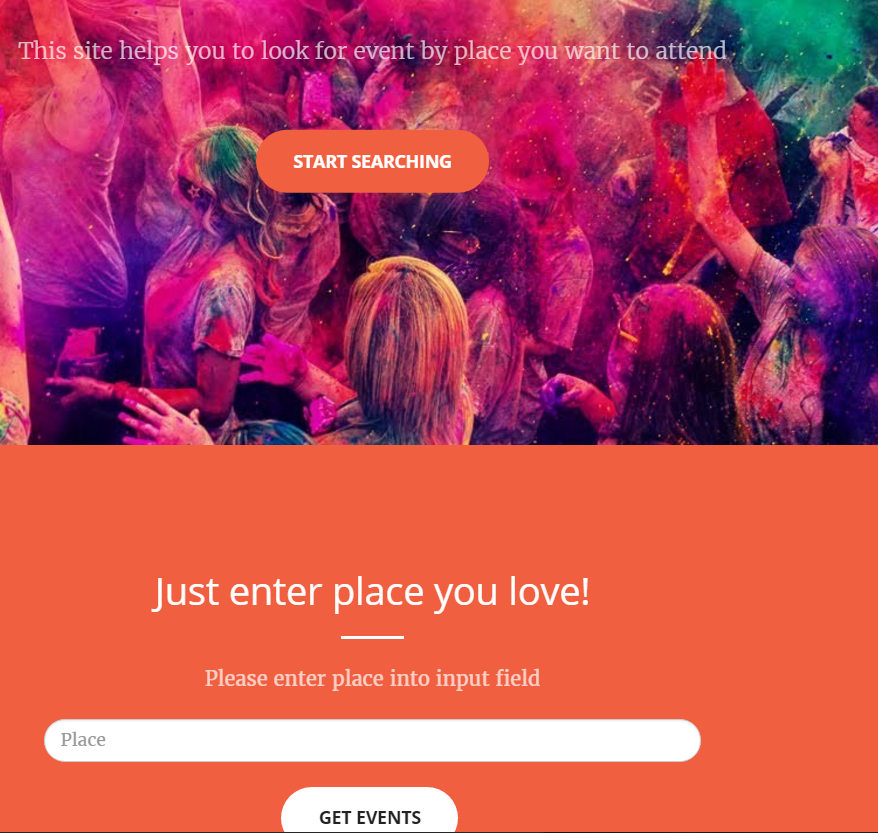 This site helps you to look for event by place you want to attend
START SEARCHING
Just enter place you love!
Please enter place into input field
Place
GET EVENTS